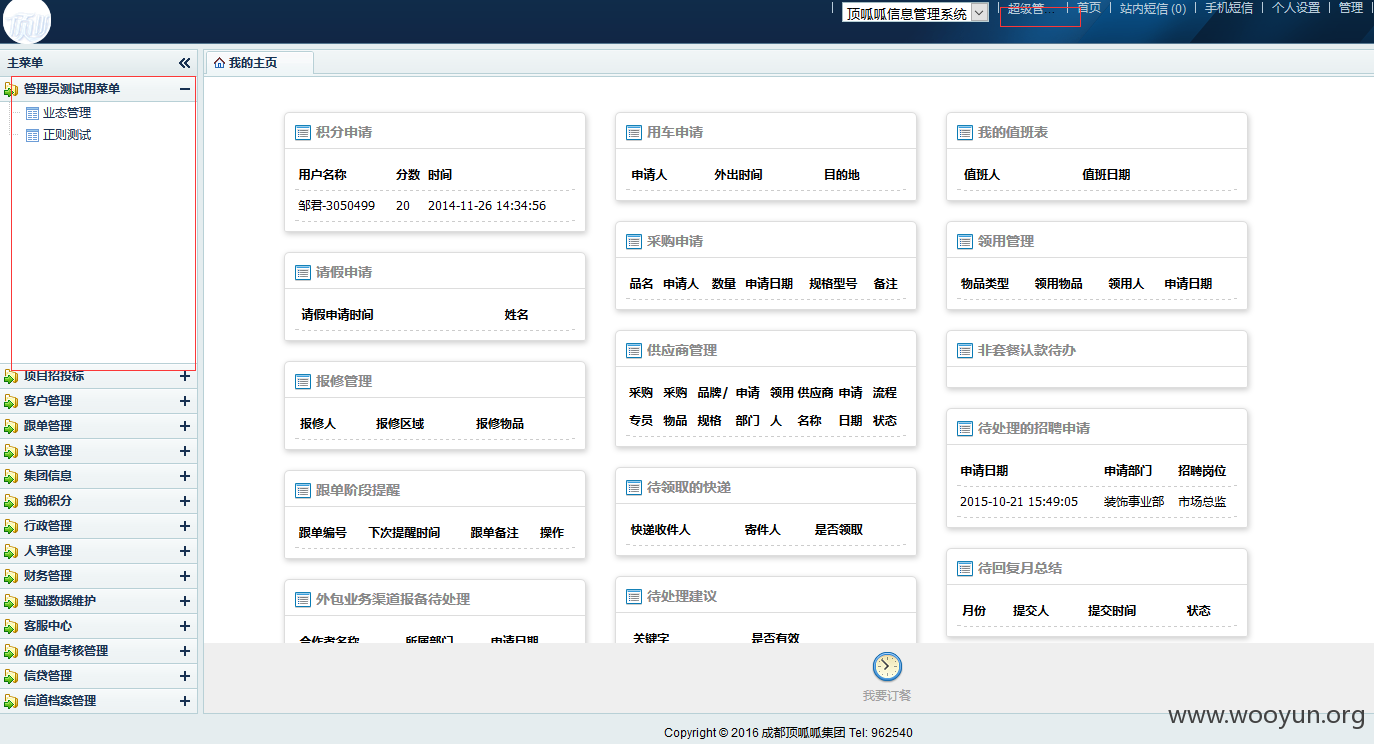 顶呱呱信息管理系统
超级管
首页
站内短信 (0)
手机短信
个人设置
管理
主菜单
管理员测试用菜单
业态管理
正则测试
项目招投标
客户管理
跟单管理
认款管理
集团信息
我的积分
行政管理
人事管理
财务管理
基础数据维护
客服中心
价值量考核管理
信贷管理
信道档案管理
我的主页
积分申请
用户名称 分数 时间
邹君-3050499 20 2014-11-26 14:34:56
请假申请
请假申请时间 姓名
报修管理
报修人 报修区域 报修物品
跟单阶段提醒
跟单编号 下次提醒时间 跟单备注 操作
外包业务渠道报备待处理
合作者名称 所属部门 申请日期
用车申请
申请人 外出时间 目的地
采购申请
品名 申请人 数量 申请日期 规格型号 备注
供应商管理
采购 采购 品牌/ 申请 领用 供应商 申请 流程
专员 物品 规格 部门 人 名称 日期 状态
待领取的快递
快递收件人 寄件人 是否领取
待处理建议
关键字 是否有效
我的值班表
值班人 值班日期
领用管理
物品类型 领用物品 领用人 申请日期
非套餐认款待办
待处理的招聘申请
申请日期 申请部门 招聘岗位
2015-10-21 15:49:05 装饰事业部 市场总监
待回复月总结
月份 提交人 提交时间 状态
我要订餐
www.wooyun.org
Copyright © 2016 成都顶呱呱集团 Tel: 962540